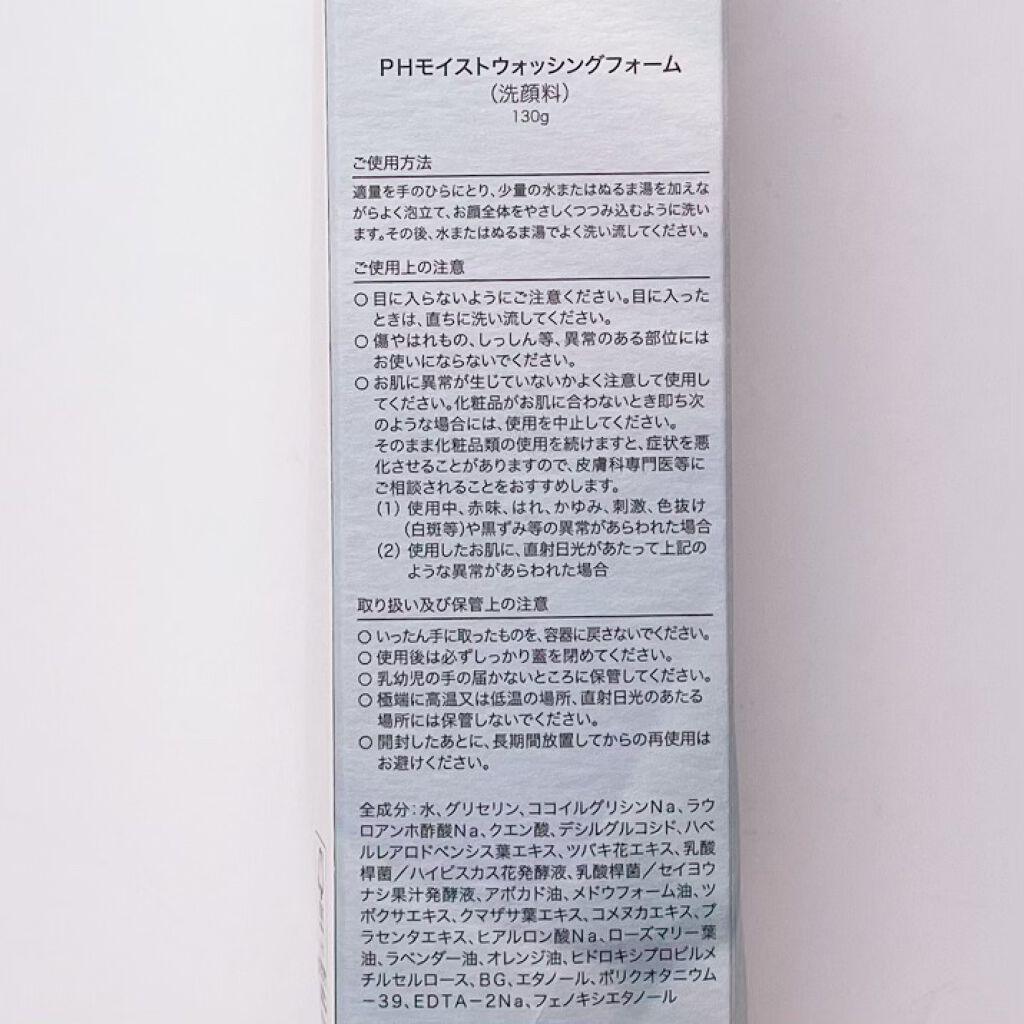 PHモイストウォッシングフォーム
（洗顔料）
130g
ご使用方法
適量を手のひらにとり、少量の水またはぬるま湯を加えな
がらよく泡立て、お顔全体をやさしくつつみ込むように洗い
ます。その後、水またはぬるま湯でよく洗い流してください。
ご使用上の注意
○ 目に入らないようにご注意ください。目に入った
ときは、直ちに洗い流してください。
○ 傷やはれもの、しっしん等、異常のある部位には
お使いにならないでください。
○ お肌に異常が生じていないかよく注意して使用し
てください。化粧品がお肌に合わないとき即ち次
のような場合には、使用を中止してください。
そのまま化粧品類の使用を続けますと、症状を悪
化させることがありますので、皮膚科専門医等に
ご相談されることをおすすめします。
（1） 使用中、赤味、はれ、かゆみ、刺激、色抜け
（白斑等）や黒ずみ等の異常があらわれた場合
（2） 使用したお肌に、直射日光があたって上記の
ような異常があらわれた場合
取り扱い及び保管上の注意
○ いったん手に取ったものを、容器に戻さないでください。
○ 使用後は必ずしっかり蓋を閉めてください。
○ 乳幼児の手の届かないところに保管してください。
○ 極端に高温又は低温の場所、直射日光のあたる
場所には保管しないでください。
○ 開封したあとに、長期間放置してからの再使用は
お避けください。
全成分：水、グリセリン、ココイルグリシンNa、ラウ
ロアンホ酢酸Na、クエン酸、デシルグルコシド、ハベ
ルレアロドペンシス葉エキス、ツバキ花エキス、乳酸
桿菌／ハイビスカス花発酵液、乳酸桿菌／セイヨウ
ナシ果汁発酵液、アボカド油、メドウフォーム油、ツ
ボクサエキス、クマザサ葉エキス、コメヌカエキス、プ
ラセンタエキス、ヒアルロン酸Na、ローズマリー葉
油、ラベンダー油、オレンジ油、ヒドロキシプロピルメ
チルセルロース、BG、エタノール、ポリクオタニウム
－39、EDTA－2Na、フェノキシエタノール